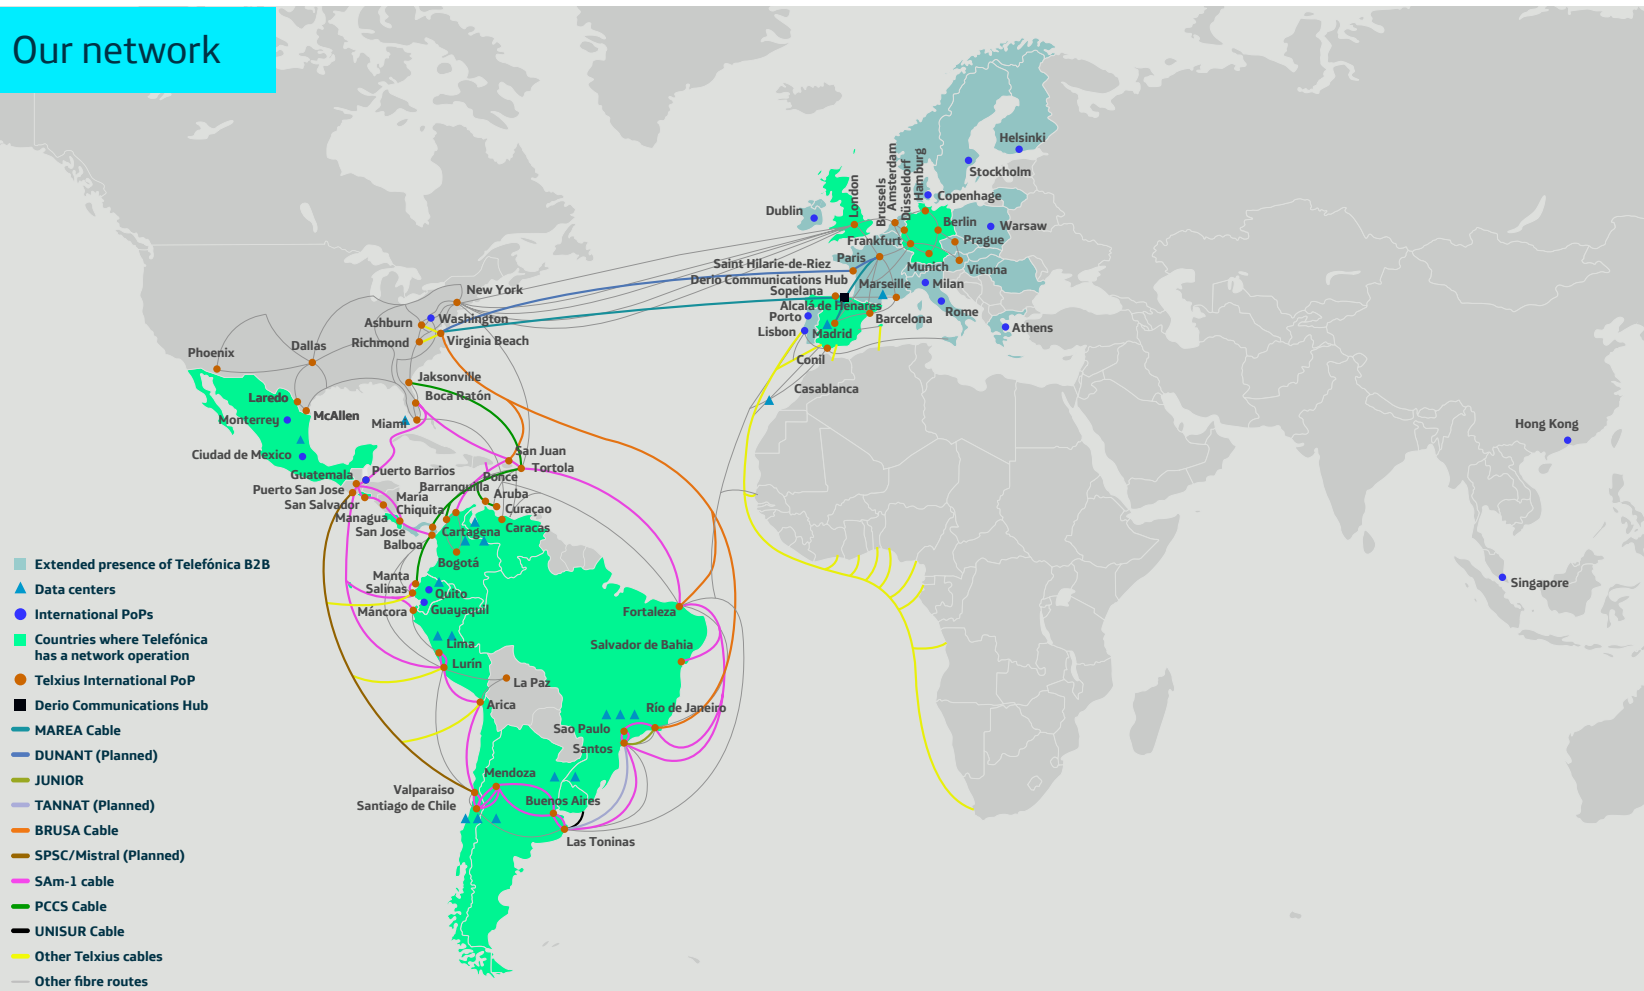 Our network
Helsinki
Stockholm
Copenhage
Hamburg
Düsseldorf
Amsterdam
Brussels
London
Dublin
Berlin
Warsaw
Frankfurt
Prague
Paris
Munich
Vienna
Saint Hilarie-de-Riez
Derio Communications Hub
Marseille
Milan
Sopelana
Alcalá de Henares
Rome
Porto
Barcelona
Athens
Lisbon
Madrid
Conil
Casablanca
New York
Washington
Ashburn
Richmond
Virginia Beach
Phoenix
Dallas
Jaksonville
Laredo
Boca Ratón
McAllen
Monterrey
Miami
Ciudad de Mexico
San Juan
Guatemala
Puerto Barrios
Tortola
Ponce
Puerto San Jose
Barranquilla
Aruba
San Salvador
María
Chiquita
Curaçao
Managua
San José
Cartagena
Caracas
Balboa
Bogotá
Manta
Salinas
Quito
Máncora
Guayaquil
Fortaleza
Lima
Salvador de Bahia
Lurín
La Paz
Arica
Río de Janeiro
Sao Paulo
Santos
Mendoza
Valparaiso
Santiago de Chile
Buenos Aires
Las Toninas
Hong Kong
Singapore
Extended presence of Telefónica B2B
Data centers
International PoPs
Countries where Telefónica
has a network operation
Telxius International PoP
Derio Communications Hub
MAREA Cable
DUNANT (Planned)
JUNIOR
TANNAT (Planned)
BRUSA Cable
SPSC/Mistral (Planned)
SAm-1 cable
PCCS Cable
UNISUR Cable
Other Telxius cables
Other fibre routes